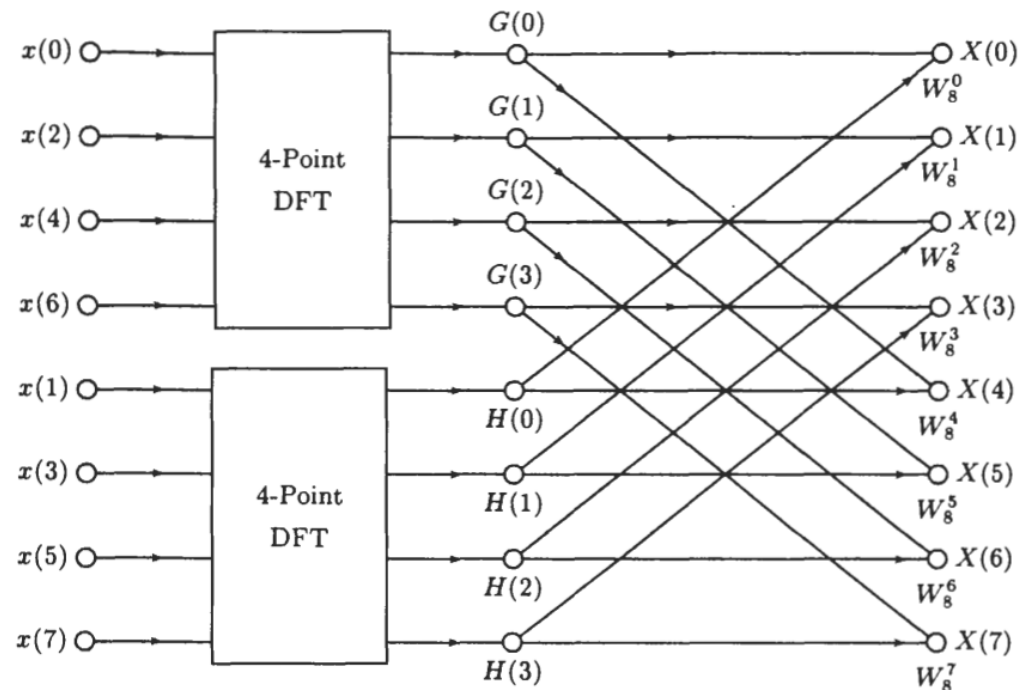 G(0)
x(0) X(0)
W_8^0
G(1)
x(2) X(1)
4-Point
W_8^1
DFT
G(2)
x(4) X(2)
W_8^2
G(3)
x(6) X(3)
W_8^3
x(1) X(4)
H(0) W_8^4
x(3) X(5)
4-Point
H(1) W_8^5
DFT
x(5) X(6)
H(2) W_8^6
x(7) X(7)
H(3) W_8^7